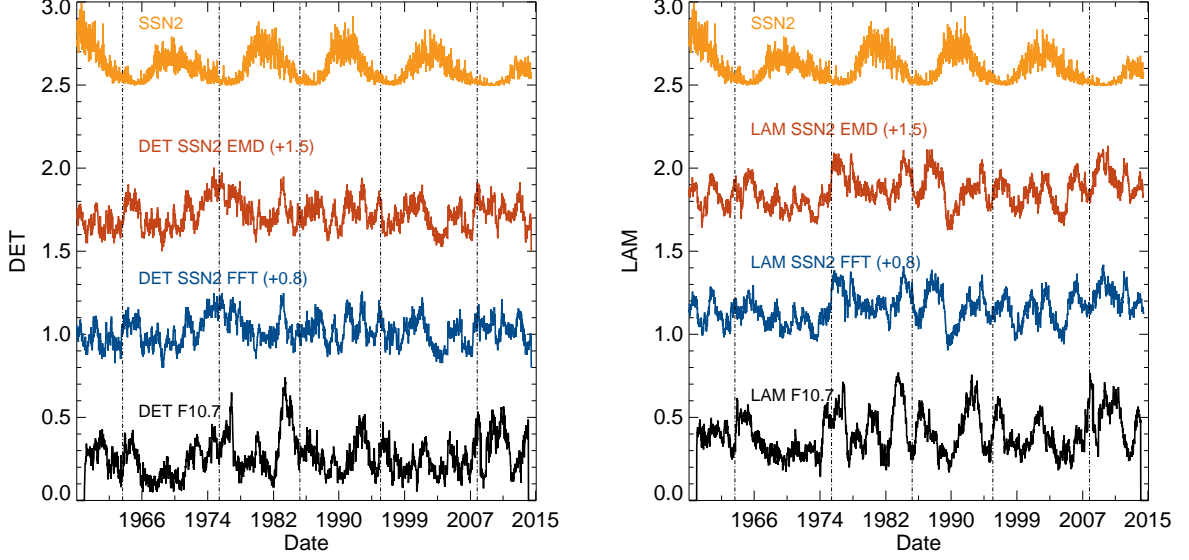 SSN2
DET SSN2 EMD (+1.5)
DET SSN2 FFT (+0.8)
DET F10.7
3.0
2.5
2.0
1.5
1.0
0.5
0.0
DET
1966 1974 1982 1990 1999 2007 2015
Date
SSN2
LAM SSN2 EMD (+1.5)
LAM SSN2 FFT (+0.8)
LAM F10.7
3.0
2.5
2.0
1.5
1.0
0.5
0.0
LAM
1966 1974 1982 1990 1999 2007 2015
Date